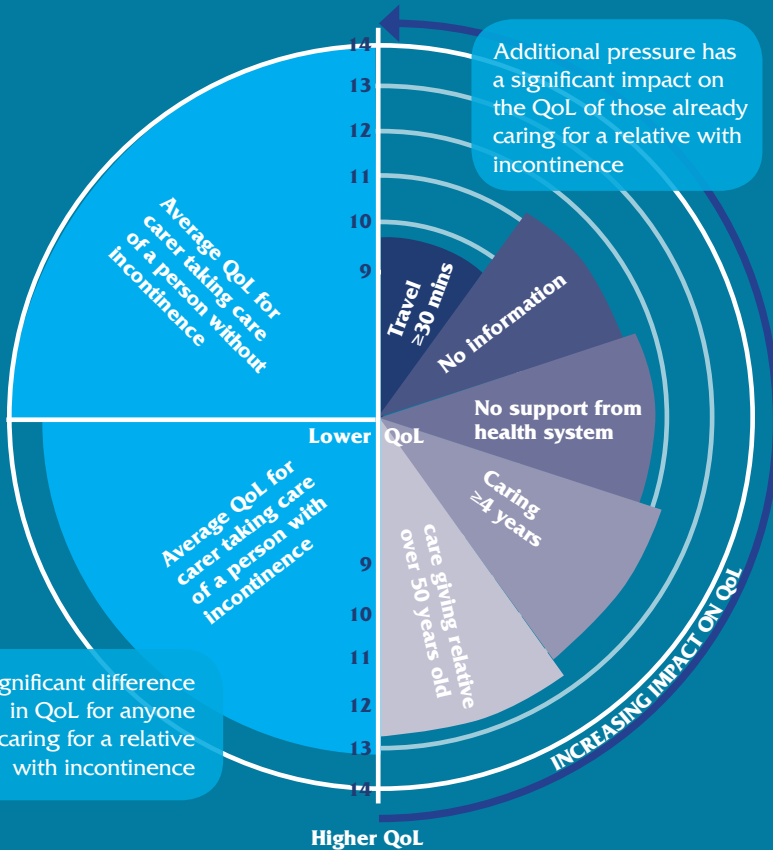 14
13
12
11
10
9
Additional pressure has
a significant impact on
the QoL of those already
caring for a relative with
incontinence
Average QoL for
carer taking care
of a person without
incontinence
Travel
≥30 mins
No information
No support from
health system
Caring
≥4 years
care giving relative
over 50 years old
Lower QoL
Average QoL for
carer taking care
of a person with
incontinence
9
10
11
12
13
14
gnificant difference
in QoL for anyone
caring for a relative
with incontinence
INCREASING IMPACT ON QoL
Higher QoL